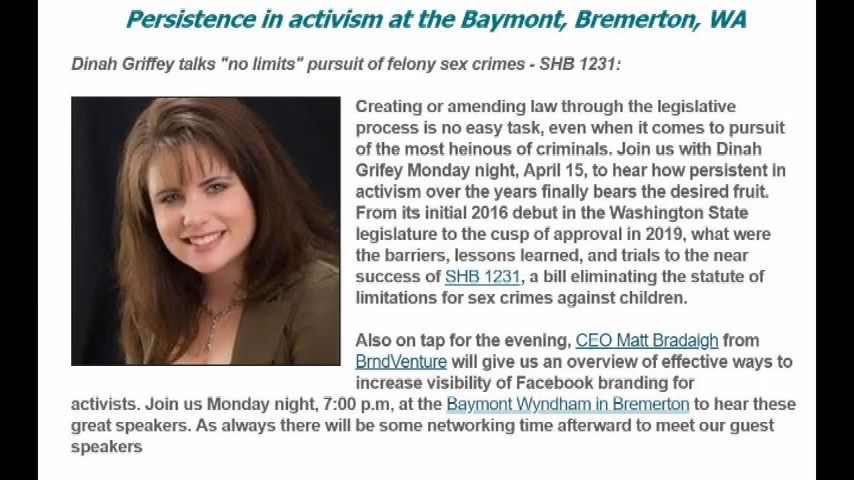 Persistence in activism at the Baymont, Bremerton, WA
Dinah Griffey talks "no limits" pursuit of felony sex crimes - SHB 1231:
Creating or amending law through the legislative
process is no easy task, even when it comes to pursuit
of the most heinous of criminals. Join us with Dinah
Grifey Monday night, April 15, to hear how persistent in
activism over the years finally bears the desired fruit.
From its initial 2016 debut in the Washington State
legislature to the cusp of approval in 2019, what were
the barriers, lessons learned, and trials to the near
success of SHB 1231, a bill eliminating the statute of
limitations for sex crimes against children.
Also on tap for the evening, CEO Matt Bradaigh from
BrndVenture will give us an overview of effective ways to
increase visibility of Facebook branding for
activists. Join us Monday night, 7:00 p.m, at the Baymont Wyndham in Bremerton to hear these
great speakers. As always there will be some networking time afterward to meet our guest
speakers